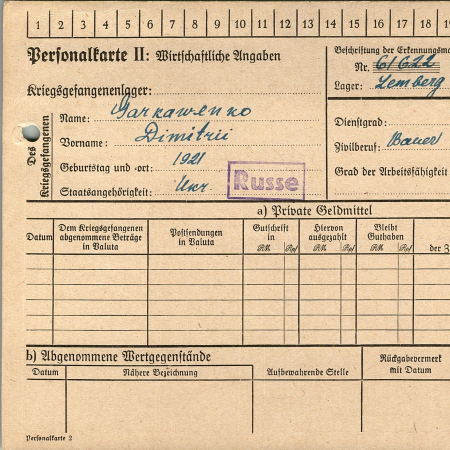 1 2 3 4 5 6 7 8 9 10 11 12 13 14 15 16 17 18 19
Personalkarte II: Wirtschaftliche Angaben
Beschriftung der Erkennungsma
Nr. 61622
Lager: Lemberg
Kriegsgefangenenlager:
Des Kriegsgefangenen
Name: Garkawenko
Vorname: Dimitrii
Geburtstag und -ort: 1921
Staatsangehörigkeit: Ukr. Russe
Dienstgrad:
Zivilberuf: Bauer
Grad der Arbeitsfähigkeit
a) Private Geldmittel
Datum
Dem Kriegsgefangenen abgenommene Beträge in Valuta
Postsendungen in Valuta
Gutschrift in
RM Rpf
Hiervon ausgezahlt
RM Rpf
Bleibt Guthaben
RM Rpf
der Z
b) Abgenommene Wertgegenstände
Datum
Nähere Bezeichnung
Aufbewahrende Stelle
Rückgabevermerk mit Datum
Personalkarte 2